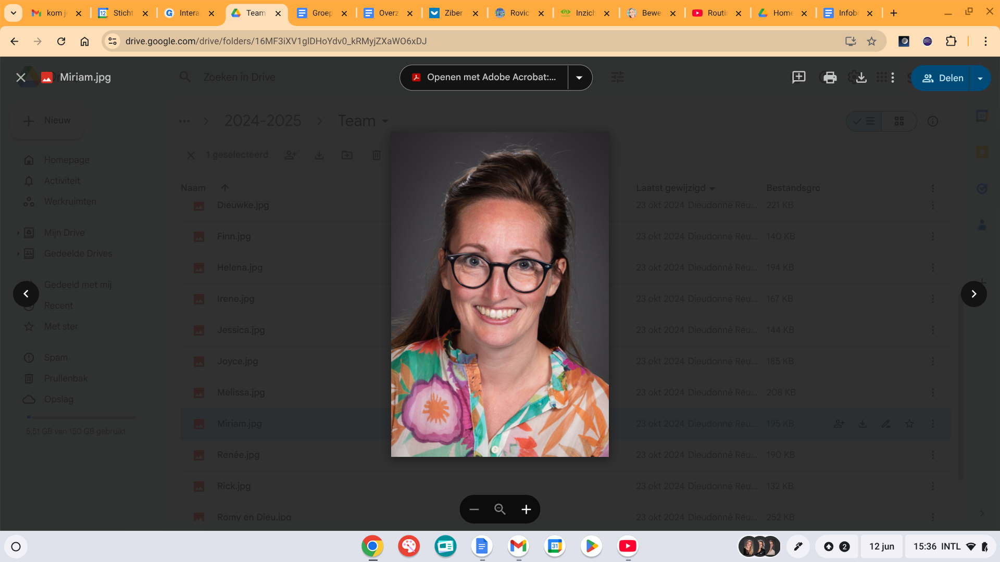 kom j
Sticht
Intera
Team
Groep
Overz
Ziber
Rovic
Inzich
Bewe
Routin
Home
Infobo
drive.google.com/drive/folders/16MF3iXV1glDHoYdv0_kRMyjZXaWO6xDJ
Miriam.jpg
Zoeken in Drive
Openen met Adobe Acrobat:...
Delen
Nieuw
2024-2025
Team
1 geselecteerd
Homepage
Activiteit
Werkruimten
Mijn Drive
Gedeelde Drives
Gedeeld met mij
Recent
Met ster
Spam
Prullenbak
Opslag
5,51 GB van 150 GB gebruikt
Naam Laatst gewijzigd Bestandsgro
Dieuwke.jpg 23 okt 2024 Dieudonné Reu... 221 KB
Finn.jpg 23 okt 2024 Dieudonné Reu... 140 KB
Helena.jpg 23 okt 2024 Dieudonné Reu... 194 KB
Irene.jpg 23 okt 2024 Dieudonné Reu... 167 KB
Jessica.jpg 23 okt 2024 Dieudonné Reu... 144 KB
Joyce.jpg 23 okt 2024 Dieudonné Reu... 185 KB
Melissa.jpg 23 okt 2024 Dieudonné Reu... 208 KB
Miriam.jpg 23 okt 2024 Dieudonné Reu... 195 KB
Renée.jpg 23 okt 2024 Dieudonné Reu... 190 KB
Rick.jpg 23 okt 2024 Dieudonné Reu... 132 KB
Romy en Dieu.jpg 23 okt 2024 Dieudonné Reu... 252 KB
31
2
12 jun
15:36 INTL